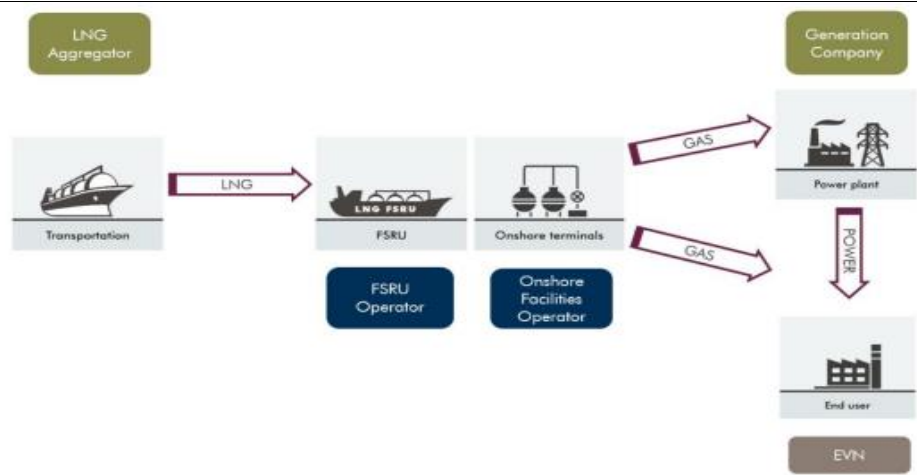 LNG
Aggregator
Generation
Company
GAS
LNG
LNG FSRU
Transportation
FSRU
Onshore terminals
Power plant
GAS
POWER
FSRU
Operator
Onshore
Facilities
Operator
End user
EVN